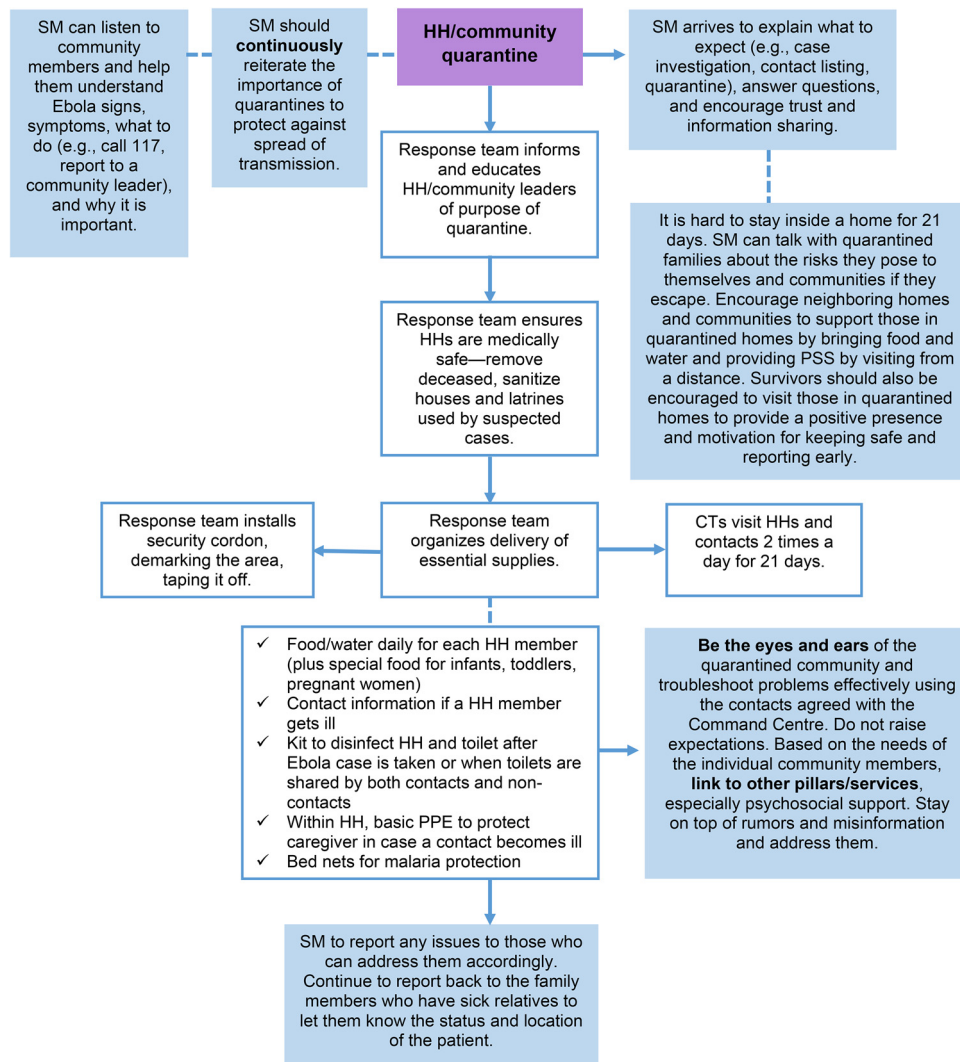 SM can listen to
community
members and help
them understand
Ebola signs,
symptoms, what to
do (e.g., call 117,
report to a
community leader),
and why it is
important.
SM should
continuously
reiterate the
importance of
quarantines to
protect against
spread of
transmission.
HH/community
quarantine
SM arrives to explain what to
expect (e.g., case
investigation, contact listing,
quarantine), answer questions,
and encourage trust and
information sharing.
Response team informs and
educates
HH/community leaders
of purpose of
quarantine.
It is hard to stay inside a home for 21
days. SM can talk with quarantined
families about the risks they pose to
themselves and communities if they
escape. Encourage neighboring homes
and communities to support those in
quarantined homes by bringing food and
water and providing PSS by visiting from
a distance. Survivors should also be
encouraged to visit those in quarantined
homes to provide a positive presence
and motivation for keeping safe and
reporting early.
Response team ensures
HHs are medically
safe—remove
deceased, sanitize
houses and latrines
used by suspected
cases.
Response team installs
security cordon,
demarking the area,
taping it off.
Response team
organizes delivery of
essential supplies.
CTs visit HHs and
contacts 2 times a
day for 21 days.
✓ Food/water daily for each HH member
(plus special food for infants, toddlers,
pregnant women)
✓ Contact information if a HH member
gets ill
✓ Kit to disinfect HH and toilet after
Ebola case is taken or when toilets are
shared by both contacts and non-
contacts
✓ Within HH, basic PPE to protect
caregiver in case a contact becomes ill
✓ Bed nets for malaria protection
Be the eyes and ears of the
quarantined community and
troubleshoot problems effectively using
the contacts agreed with the
Command Centre. Do not raise
expectations. Based on the needs of
the individual community members,
link to other pillars/services,
especially psychosocial support. Stay
on top of rumors and misinformation
and address them.
SM to report any issues to those who
can address them accordingly.
Continue to report back to the family
members who have sick relatives to
let them know the status and location
of the patient.